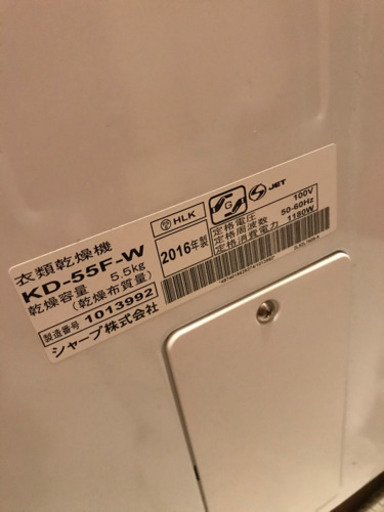 衣類乾燥機
KD-55F-W
乾燥容量 5.5kg
(乾燥布質量)
製造番号 1013992
シャープ株式会社
HLK
2016年製
G
S JET
定格電圧 100V
定格周波数 50-60Hz
定格消費電力 1180W